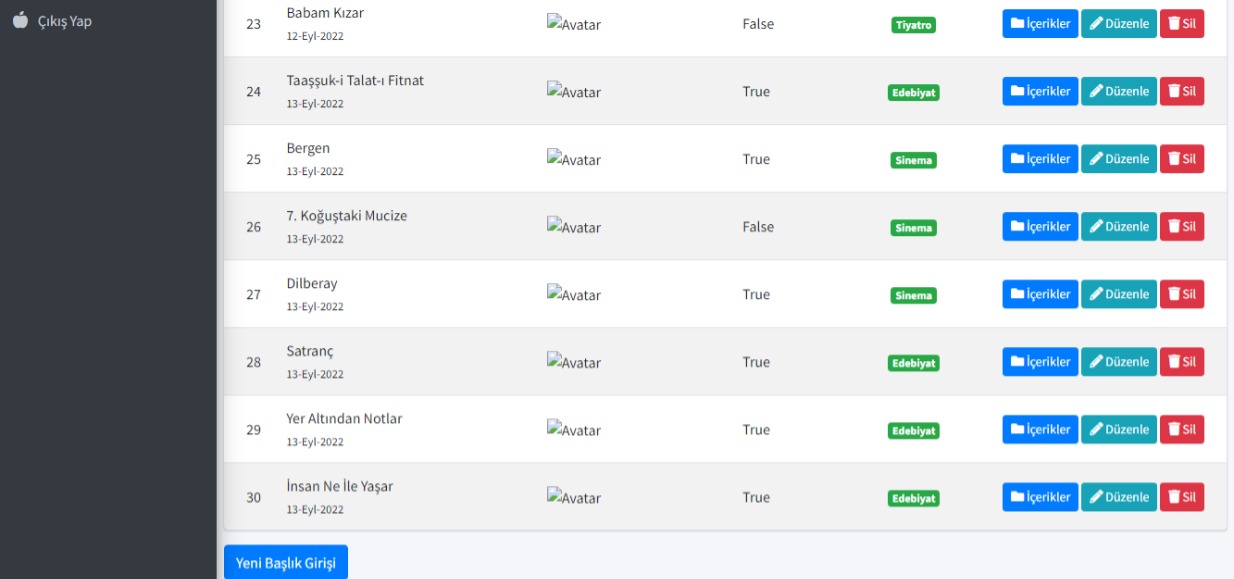 Çıkış Yap
23 Babam Kızar Avatar False Tiyatro İçerikler Düzenle Sil
12-Eyl-2022
24 Taaşşuk-i Talat-ı Fitnat Avatar True Edebiyat İçerikler Düzenle Sil
13-Eyl-2022
25 Bergen Avatar True Sinema İçerikler Düzenle Sil
13-Eyl-2022
26 7. Koğuştaki Mucize Avatar False Sinema İçerikler Düzenle Sil
13-Eyl-2022
27 Dilberay Avatar True Sinema İçerikler Düzenle Sil
13-Eyl-2022
28 Satranç Avatar True Edebiyat İçerikler Düzenle Sil
13-Eyl-2022
29 Yer Altından Notlar Avatar True Edebiyat İçerikler Düzenle Sil
13-Eyl-2022
30 İnsan Ne İle Yaşar Avatar True Edebiyat İçerikler Düzenle Sil
13-Eyl-2022
Yeni Başlık Girişi